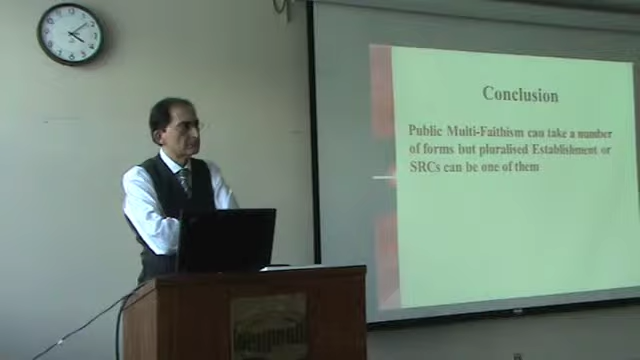 Conclusion
Public Multi-Faithism can take a number
of forms but pluralised Establishment or
SRCs can be one of them